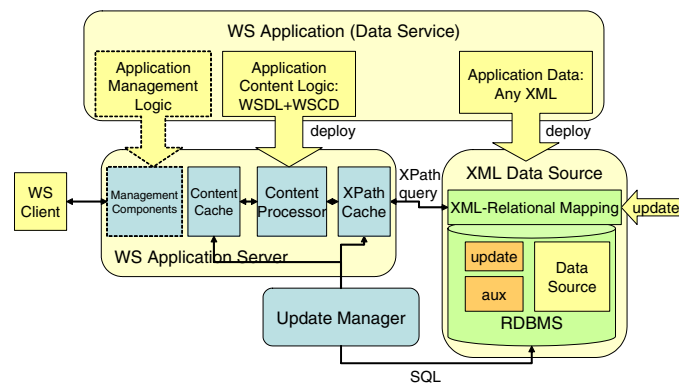 WS Application (Data Service)
Application
Management
Logic
Application
Content Logic:
WSDL+WSCD
Application Data:
Any XML
deploy
deploy
WS
Client
Management
Components
Content
Cache
Content
Processor
XPath
Cache
WS Application Server
XPath
query
XML Data Source
XML-Relational Mapping
update
update
aux
Data
Source
RDBMS
Update Manager
SQL